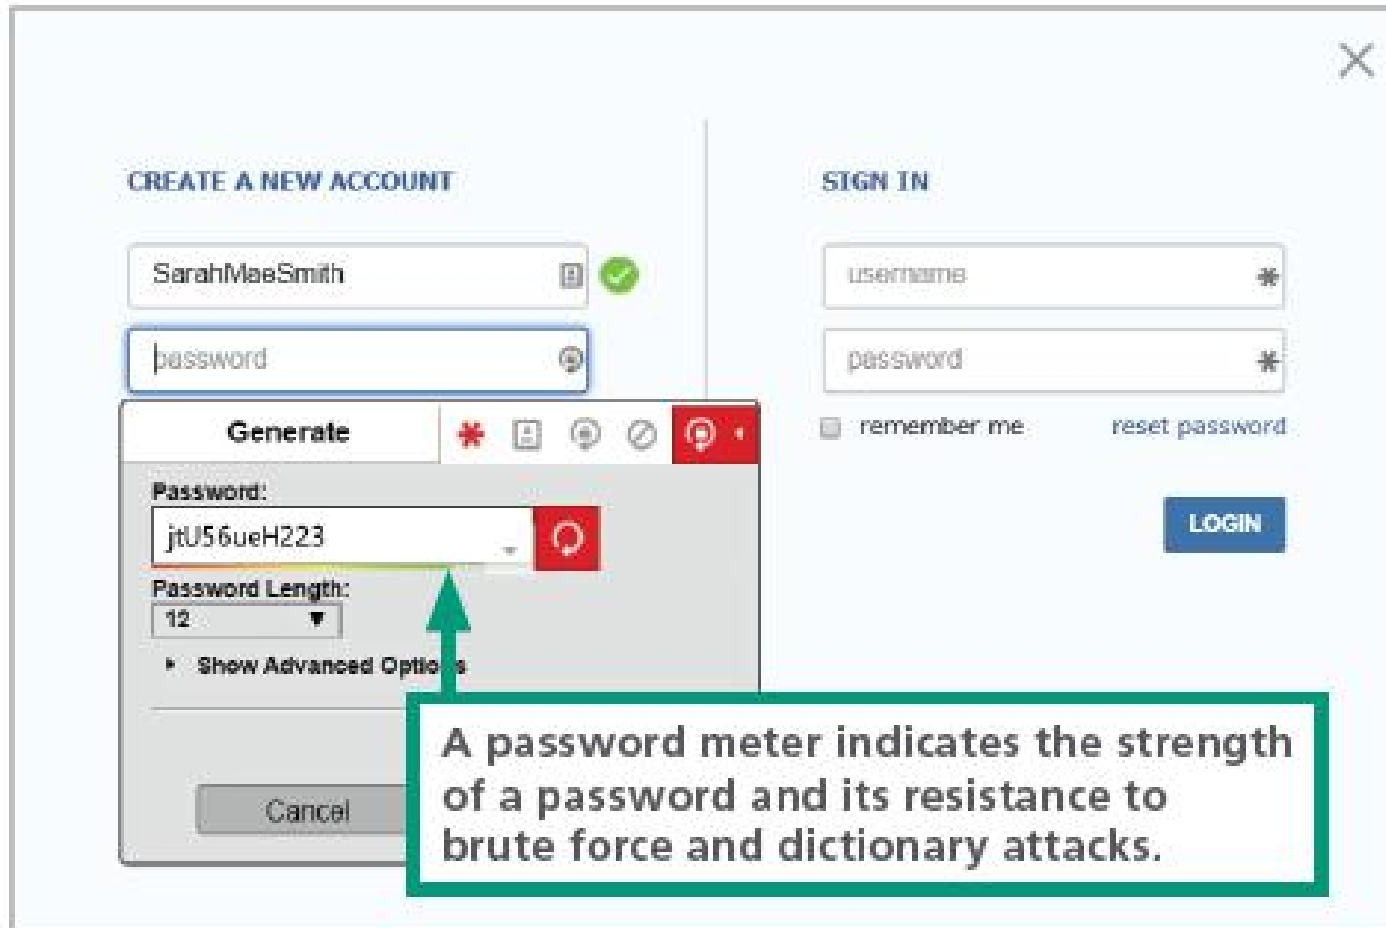 CREATE A NEW ACCOUNT
SarahMaeSmith
password
Generate
Password:
jtU56ueH223
Password Length:
12
Show Advanced Options
Cancel
SIGN IN
username
password
remember me reset password
LOGIN
A password meter indicates the strength
of a password and its resistance to
brute force and dictionary attacks.